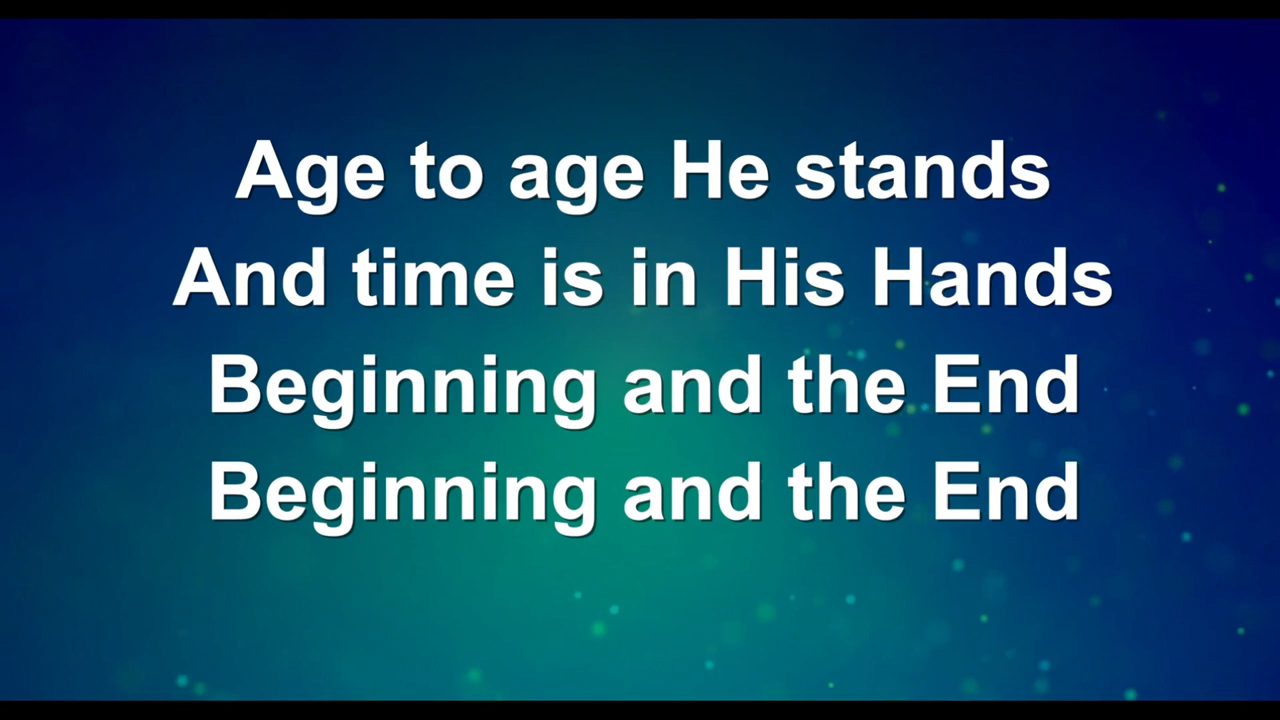 Age to age He stands
And time is in His Hands
Beginning and the End
Beginning and the End